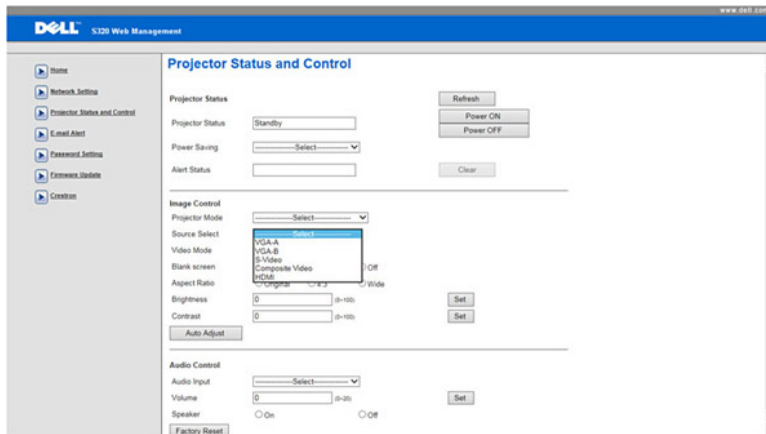 www.dell.com
DELL™ S320 Web Management
Home
Network Setting
Projector Status and Control
E-mail Alert
Password Setting
Firmware Update
Crestron
Projector Status and Control
Projector Status
Refresh
Projector Status Standby
Power ON
Power OFF
Power Saving Select
Alert Status Clear
Image Control
Projector Mode Select
Source Select Select
VGA-A
VGA-B
S-Video
Composite Video
HDMI
Video Mode
Blank screen Off
Aspect Ratio Original 4:3 Wide
Brightness 0 (0~100) Set
Contrast 0 (0~100) Set
Auto Adjust
Audio Control
Audio Input Select
Volume 0 (0~20) Set
Speaker On Off
Factory Reset